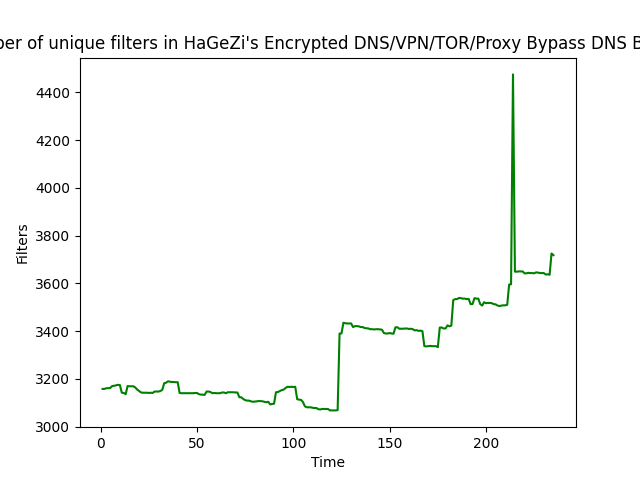 ber of unique filters in HaGeZi's Encrypted DNS/VPN/TOR/Proxy Bypass DNS B
4400
4200
4000
3800
3600
3400
3200
3000
Filters
0 50 100 150 200
Time